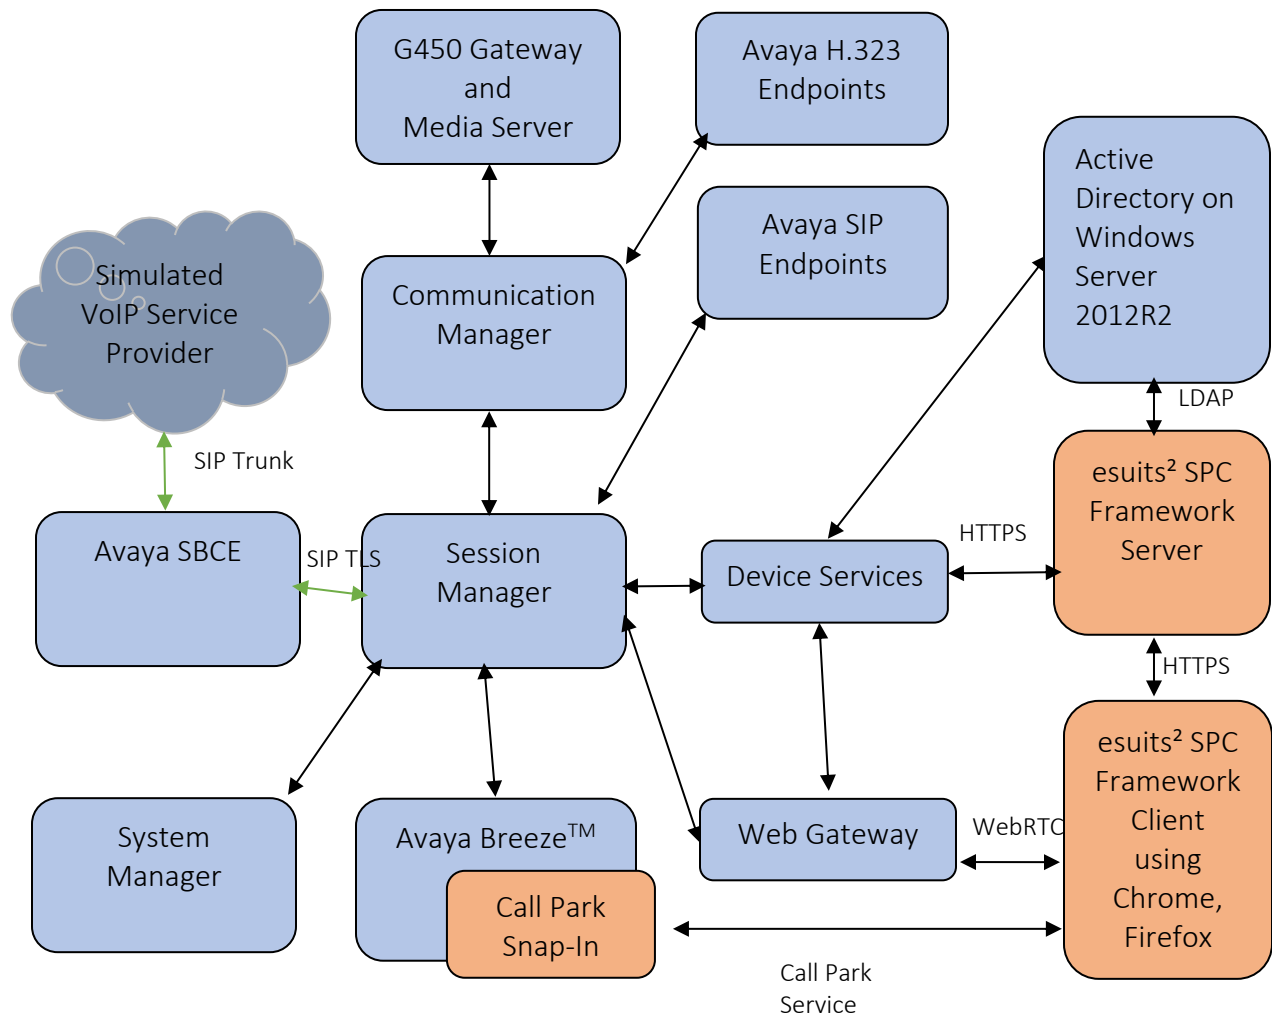 G450 Gateway
and
Media Server
Avaya H.323
Endpoints
Active
Directory on
Windows
Server
2012R2
Avaya SIP
Endpoints
Simulated
VoIP Service
Provider
Communication
Manager
LDAP
SIP Trunk
esuits² SPC
Framework
Server
Avaya SBCE
SIP TLS
Session
Manager
Device Services
HTTPS
HTTPS
esuits² SPC
Framework
Client
using
Chrome,
Firefox
System
Manager
Avaya Breeze™
Call Park
Snap-In
Web Gateway
WebRTC
Call Park
Service